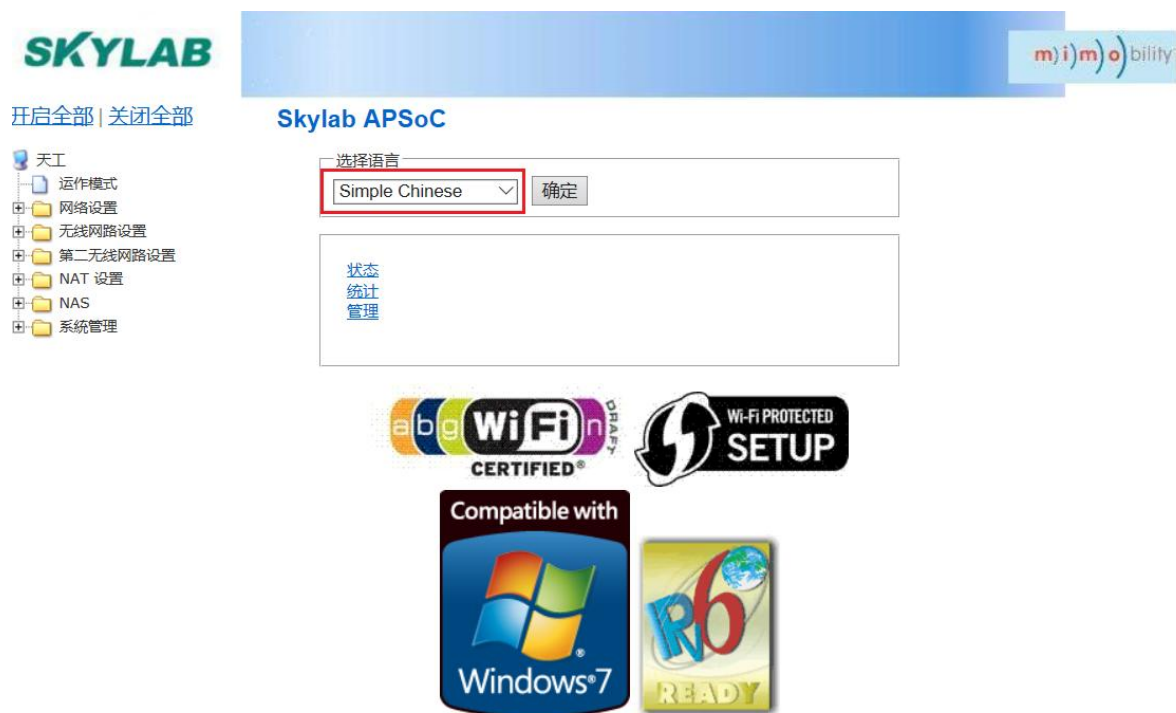 SKYLAB
m)i)m)o)bility
开启全部 | 关闭全部
天工
运作模式
网络设置
无线网路设置
第二无线网路设置
NAT 设置
NAS
系統管理
Skylab APSoC
选择语言
Simple Chinese 确定
状态
统计
管理
abg WiFi n DRAFT
CERTIFIED®
Wi-Fi PROTECTED
SETUP
Compatible with
Windows®7
IPv6
READY